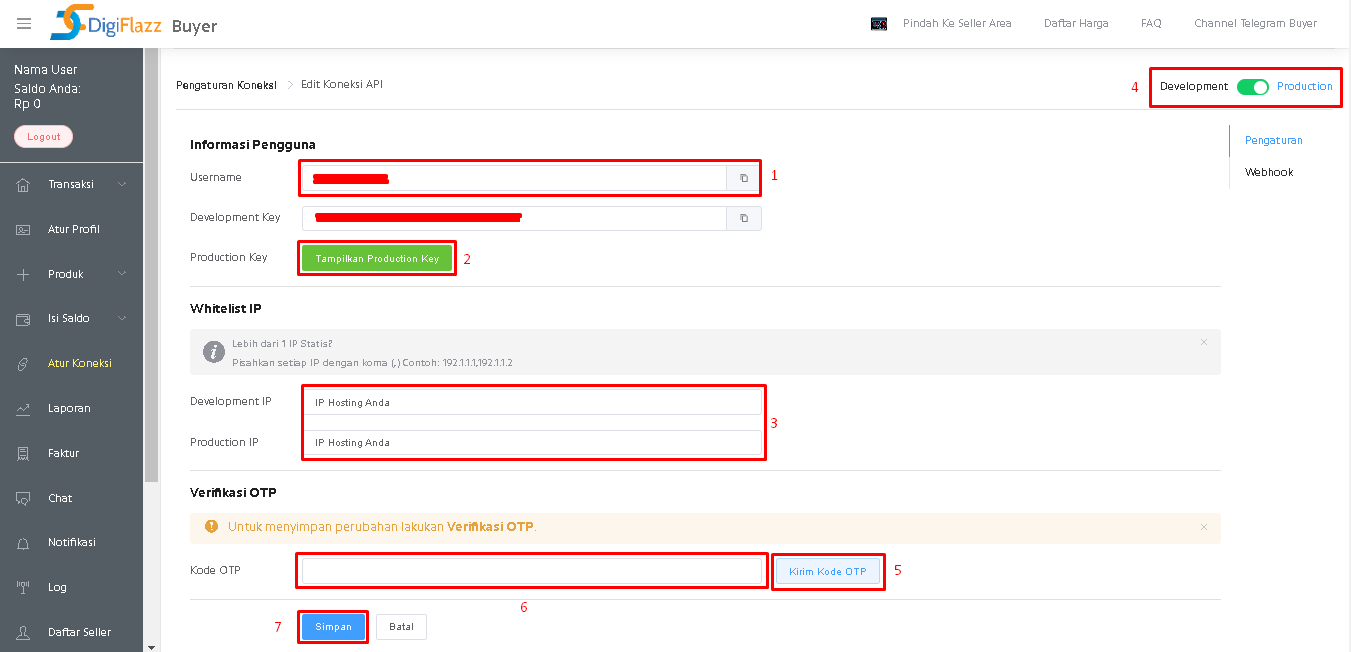 DigiFlazz Buyer
Pindah Ke Seller Area
Daftar Harga
FAQ
Channel Telegram Buyer
Nama User
Saldo Anda:
Rp 0
Logout
Transaksi
Atur Profil
Produk
Isi Saldo
Atur Koneksi
Laporan
Faktur
Chat
Notifikasi
Log
Daftar Seller
Pengaturan Koneksi > Edit Koneksi API
4 Development Production
Pengaturan
Webhook
Informasi Pengguna
Username 1
Development Key
Production Key Tampilkan Production Key 2
Whitelist IP
Lebih dari 1 IP Statis?
Pisahkan setiap IP dengan koma (,) Contoh: 192.1.1.1,192.1.1.2
Development IP IP Hosting Anda
3
Production IP IP Hosting Anda
Verifikasi OTP
Untuk menyimpan perubahan lakukan Verifikasi OTP.
Kode OTP Kirim Kode OTP 5
6
7 Simpan Batal